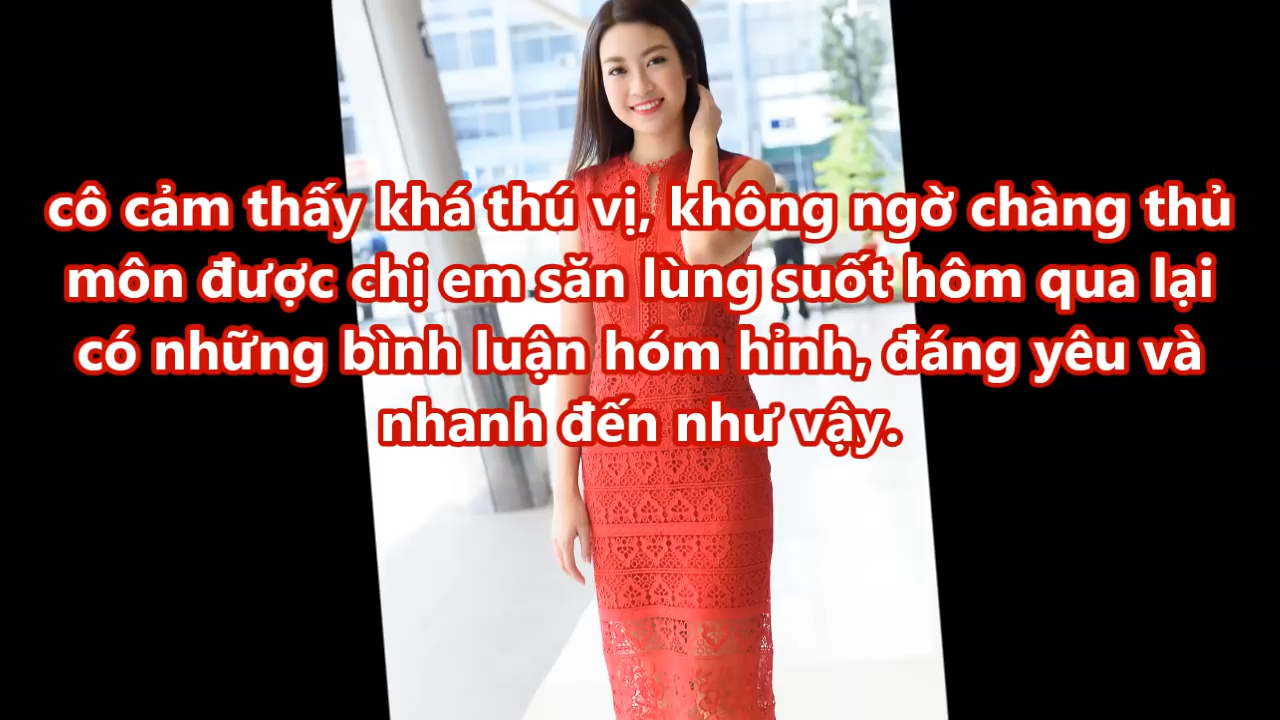 cô cảm thấy khá thú vị, không ngờ chàng thủ
môn được chị em săn lùng suốt hôm qua lại
có những bình luận hóm hỉnh, đáng yêu và
nhanh đến như vậy.